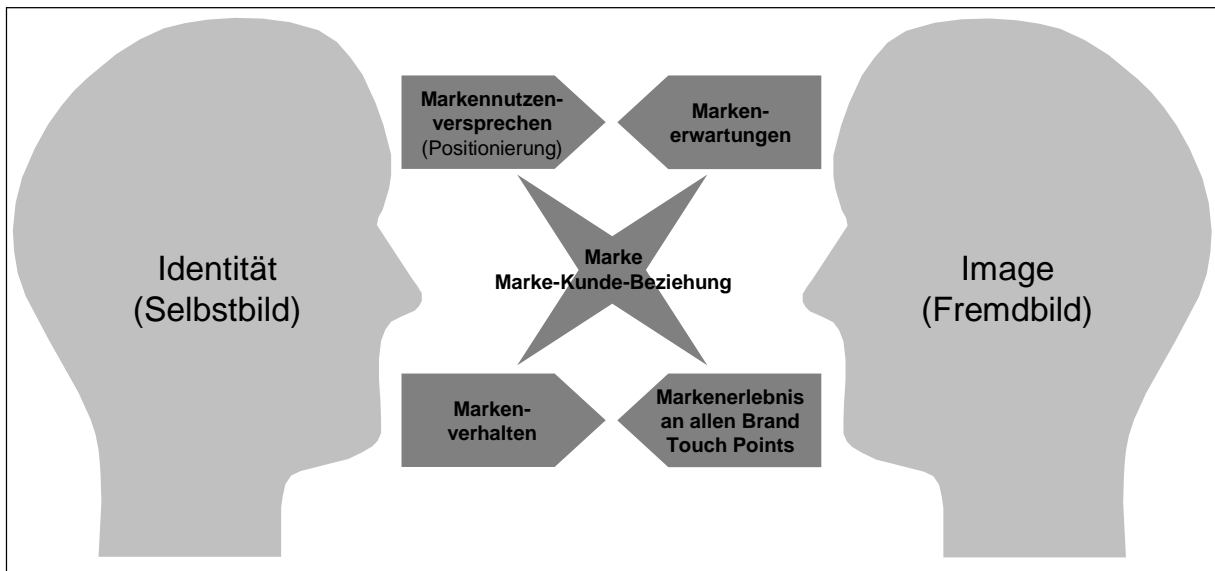 Markennutzen-
versprechen
(Positionierung)
Marken-
erwartungen
Identität
(Selbstbild)
Marke
Marke-Kunde-Beziehung
Image
(Fremdbild)
Marken-
verhalten
Markenerlebnis
an allen Brand
Touch Points